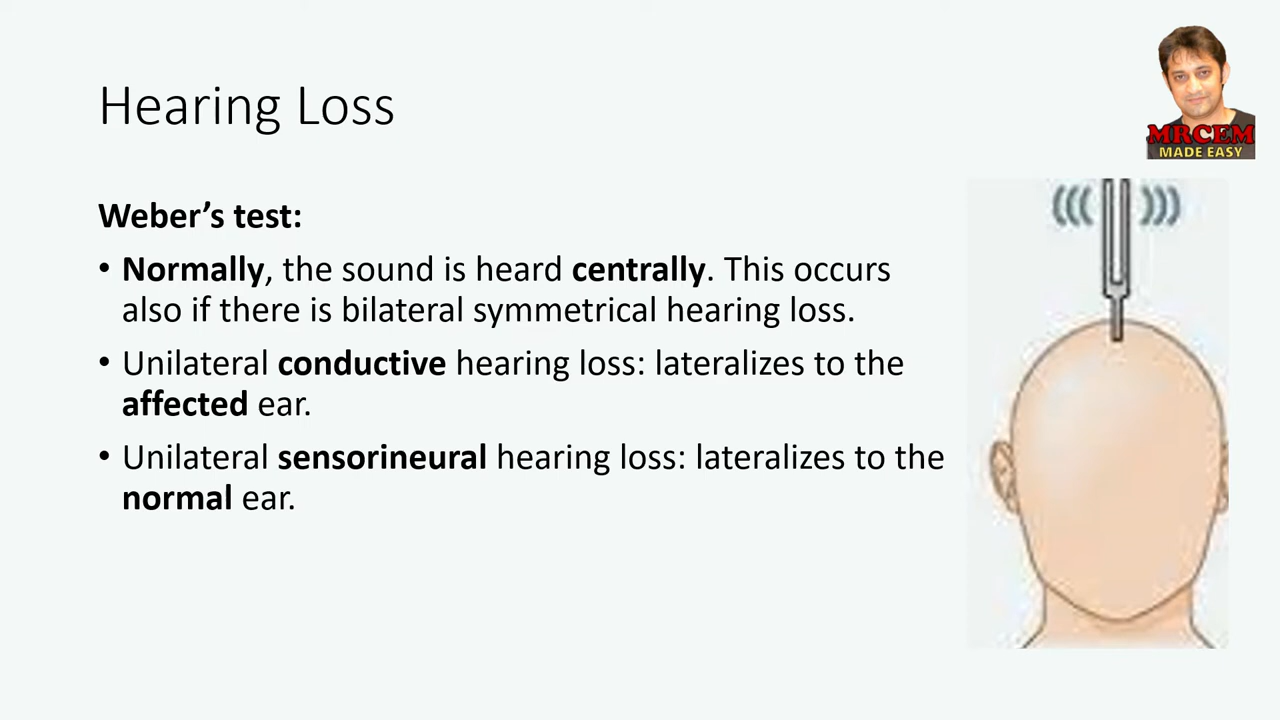 MRCEM
MADE EASY
Hearing Loss
Weber’s test:
• Normally, the sound is heard centrally. This occurs
also if there is bilateral symmetrical hearing loss.
• Unilateral conductive hearing loss: lateralizes to the
affected ear.
• Unilateral sensorineural hearing loss: lateralizes to the
normal ear.